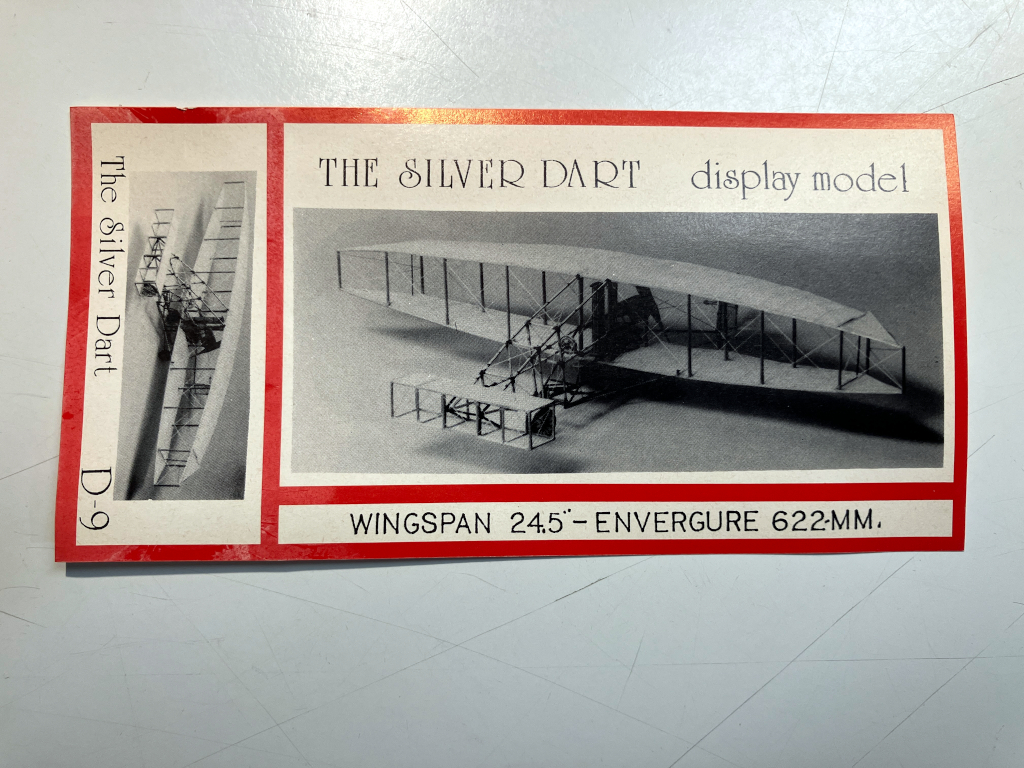 The Silver Dart D-9
THE SILVER DART display model
WINGSPAN 24.5" - ENVERGURE 622-MM.